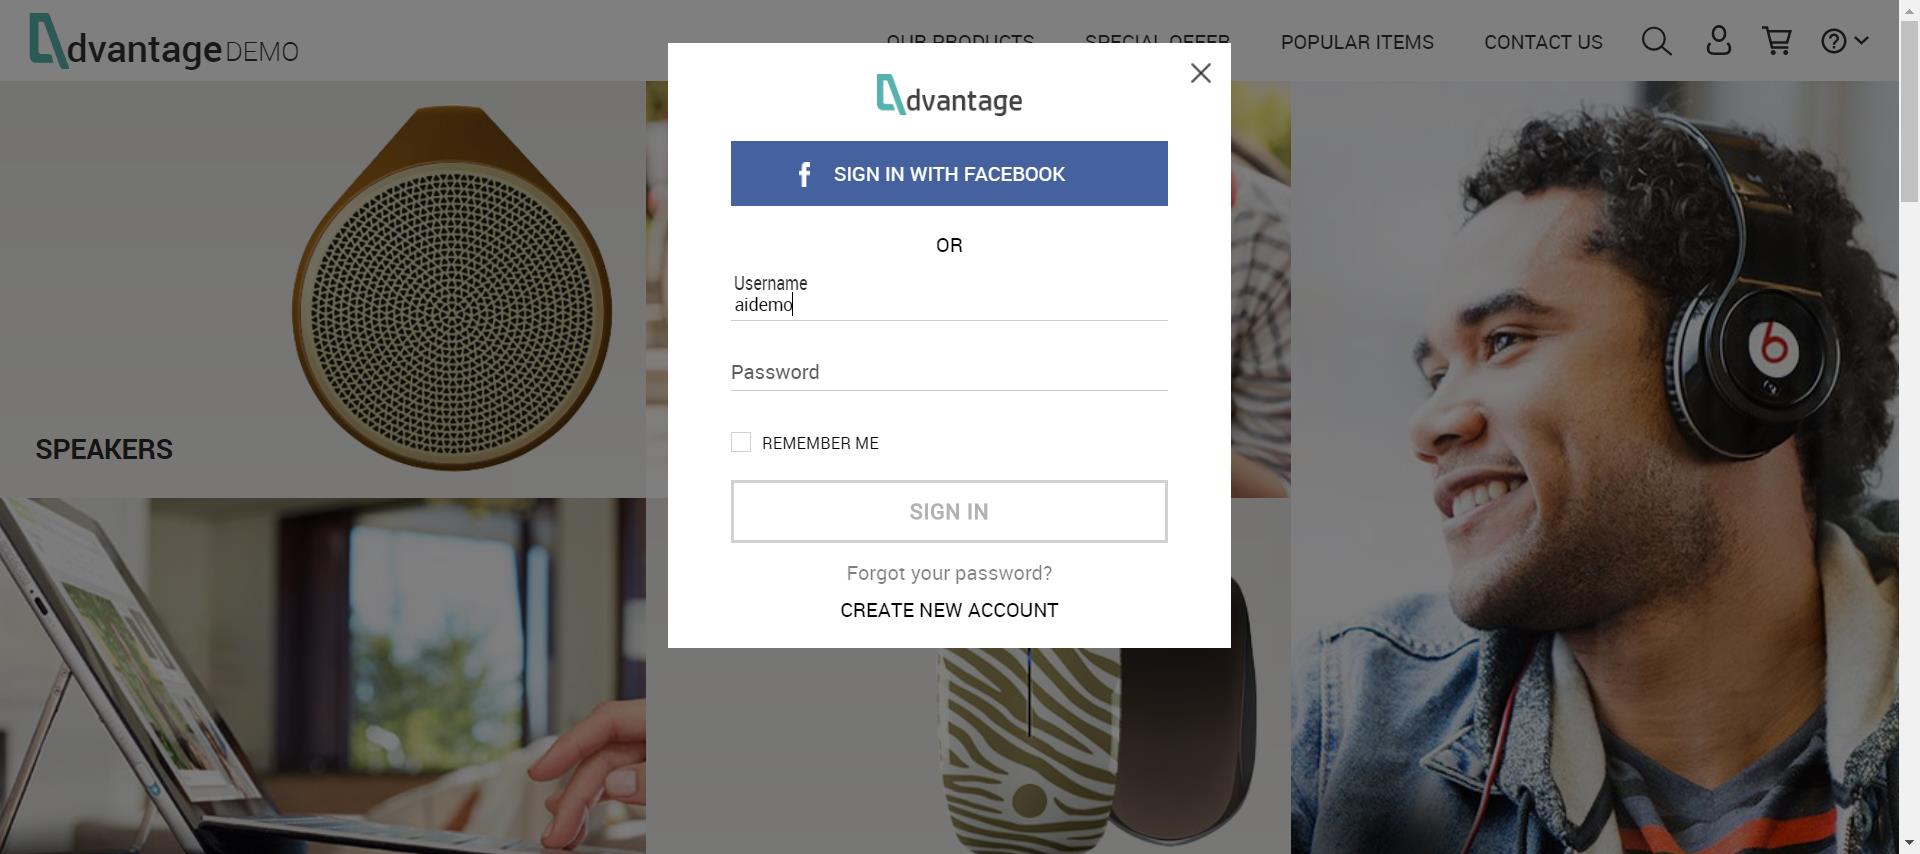 dvantage DEMO
OUR PRODUCTS SPECIAL OFFER POPULAR ITEMS CONTACT US
dvantage
SIGN IN WITH FACEBOOK
OR
Username
aidemo
Password
REMEMBER ME
SIGN IN
Forgot your password?
CREATE NEW ACCOUNT
SPEAKERS